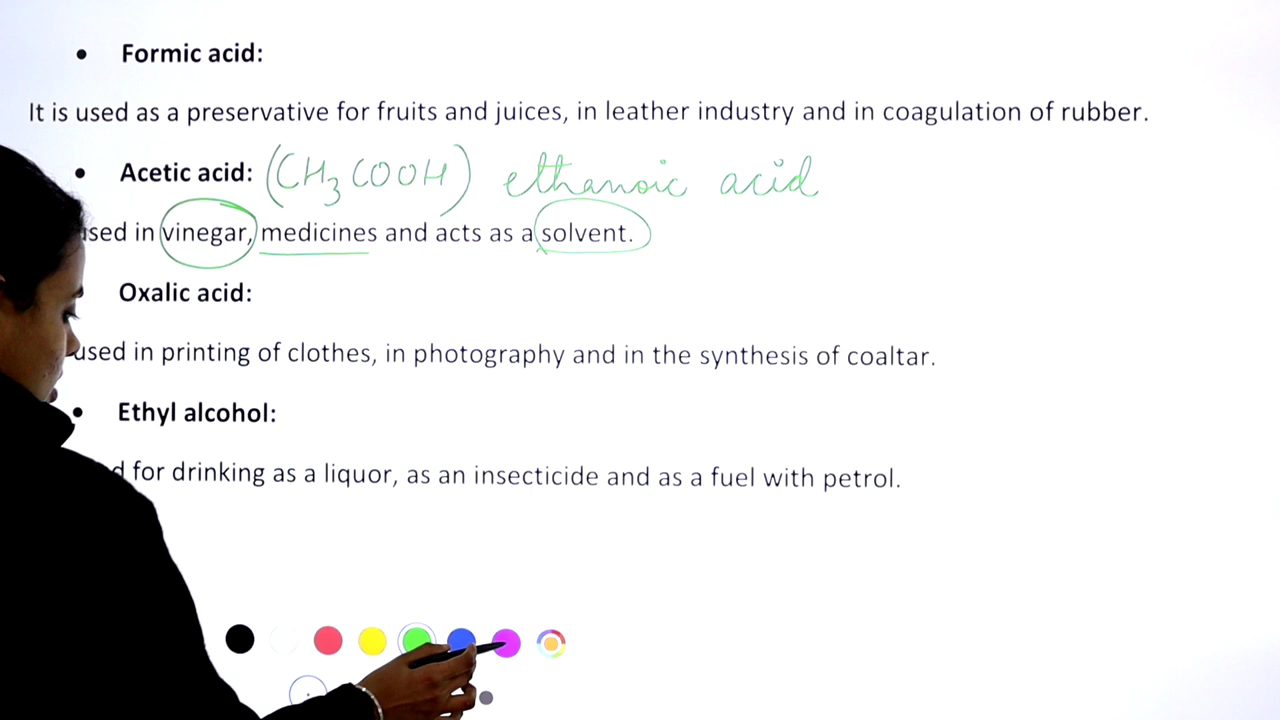 • Formic acid:
It is used as a preservative for fruits and juices, in leather industry and in coagulation of rubber.
• Acetic acid: (CH₃COOH) ethanoic acid
used in vinegar, medicines and acts as a solvent.
Oxalic acid:
used in printing of clothes, in photography and in the synthesis of coaltar.
• Ethyl alcohol:
for drinking as a liquor, as an insecticide and as a fuel with petrol.